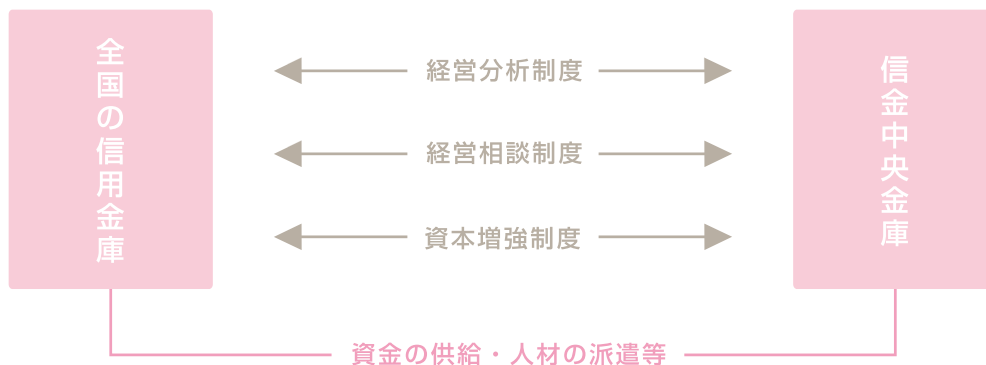 全国の信用金庫
経営分析制度
経営相談制度
資本増強制度
信金中央金庫
資金の供給・人材の派遣等